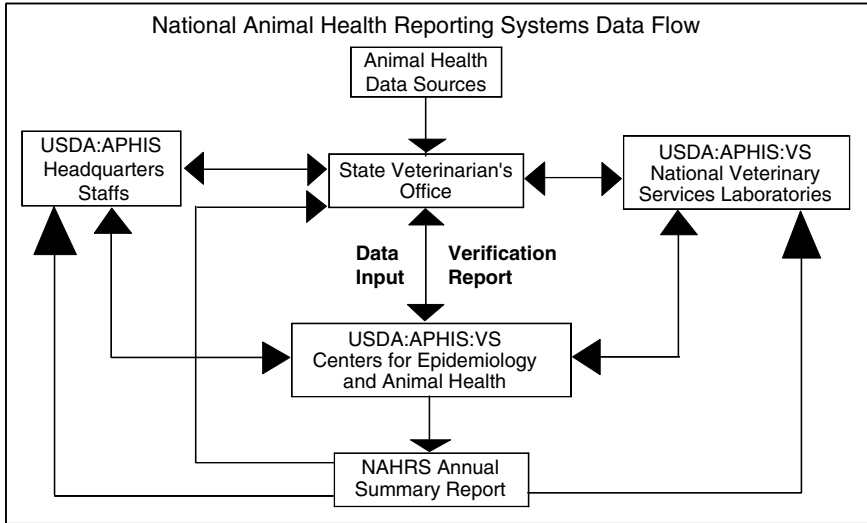 National Animal Health Reporting Systems Data Flow
Animal Health
Data Sources
USDA:APHIS
Headquarters
Staffs
State Veterinarian's
Office
USDA:APHIS:VS
National Veterinary
Services Laboratories
Data
Input
Verification
Report
USDA:APHIS:VS
Centers for Epidemiology
and Animal Health
NAHRS Annual
Summary Report